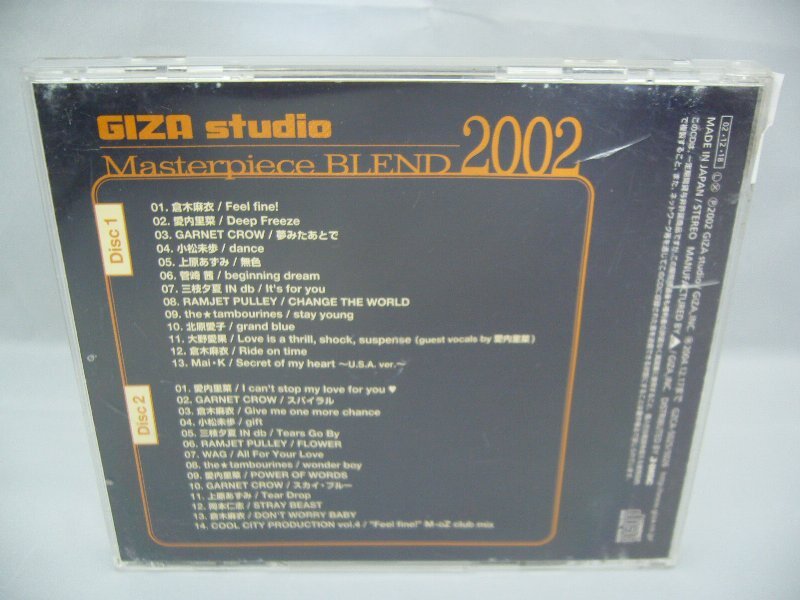 GIZA studio
Masterpiece BLEND 2002
Disc 1
01. 倉木麻衣 / Feel fine!
02. 愛内里菜 / Deep Freeze
03. GARNET CROW / 夢みたあとで
04. 小松未歩 / dance
05. 上原あずみ / 無色
06. 菅崎 茜 / beginning dream
07. 三枝夕夏 IN db / It's for you
08. RAMJET PULLEY / CHANGE THE WORLD
09. the★tambourines / stay young
10. 北原愛子 / grand blue
11. 大野愛果 / Love is a thrill, shock, suspense (guest vocals by 愛内里菜)
12. 倉木麻衣 / Ride on time
13. Mai・K / Secret of my heart ～U.S.A. ver.～
Disc 2
01. 愛内里菜 / I can't stop my love for you ♥
02. GARNET CROW / スパイラル
03. 倉木麻衣 / Give me one more chance
04. 小松未歩 / gift
05. 三枝夕夏 IN db / Tears Go By
06. RAMJET PULLEY / FLOWER
07. WAG / All For Your Love
08. the★tambourines / wonder boy
09. 愛内里菜 / POWER OF WORDS
10. GARNET CROW / スカイ・ブルー
11. 上原あずみ / Tear Drop
12. 岡本仁志 / STRAY BEAST
13. 倉木麻衣 / DON'T WORRY BABY
14. COOL CITY PRODUCTION vol.4 / "Feel fine!" M-oZ club mix
02・12・18
℗2002 GIZA studio/GIZA, INC.
MADE IN JAPAN / STEREO MANUFACTURED BY